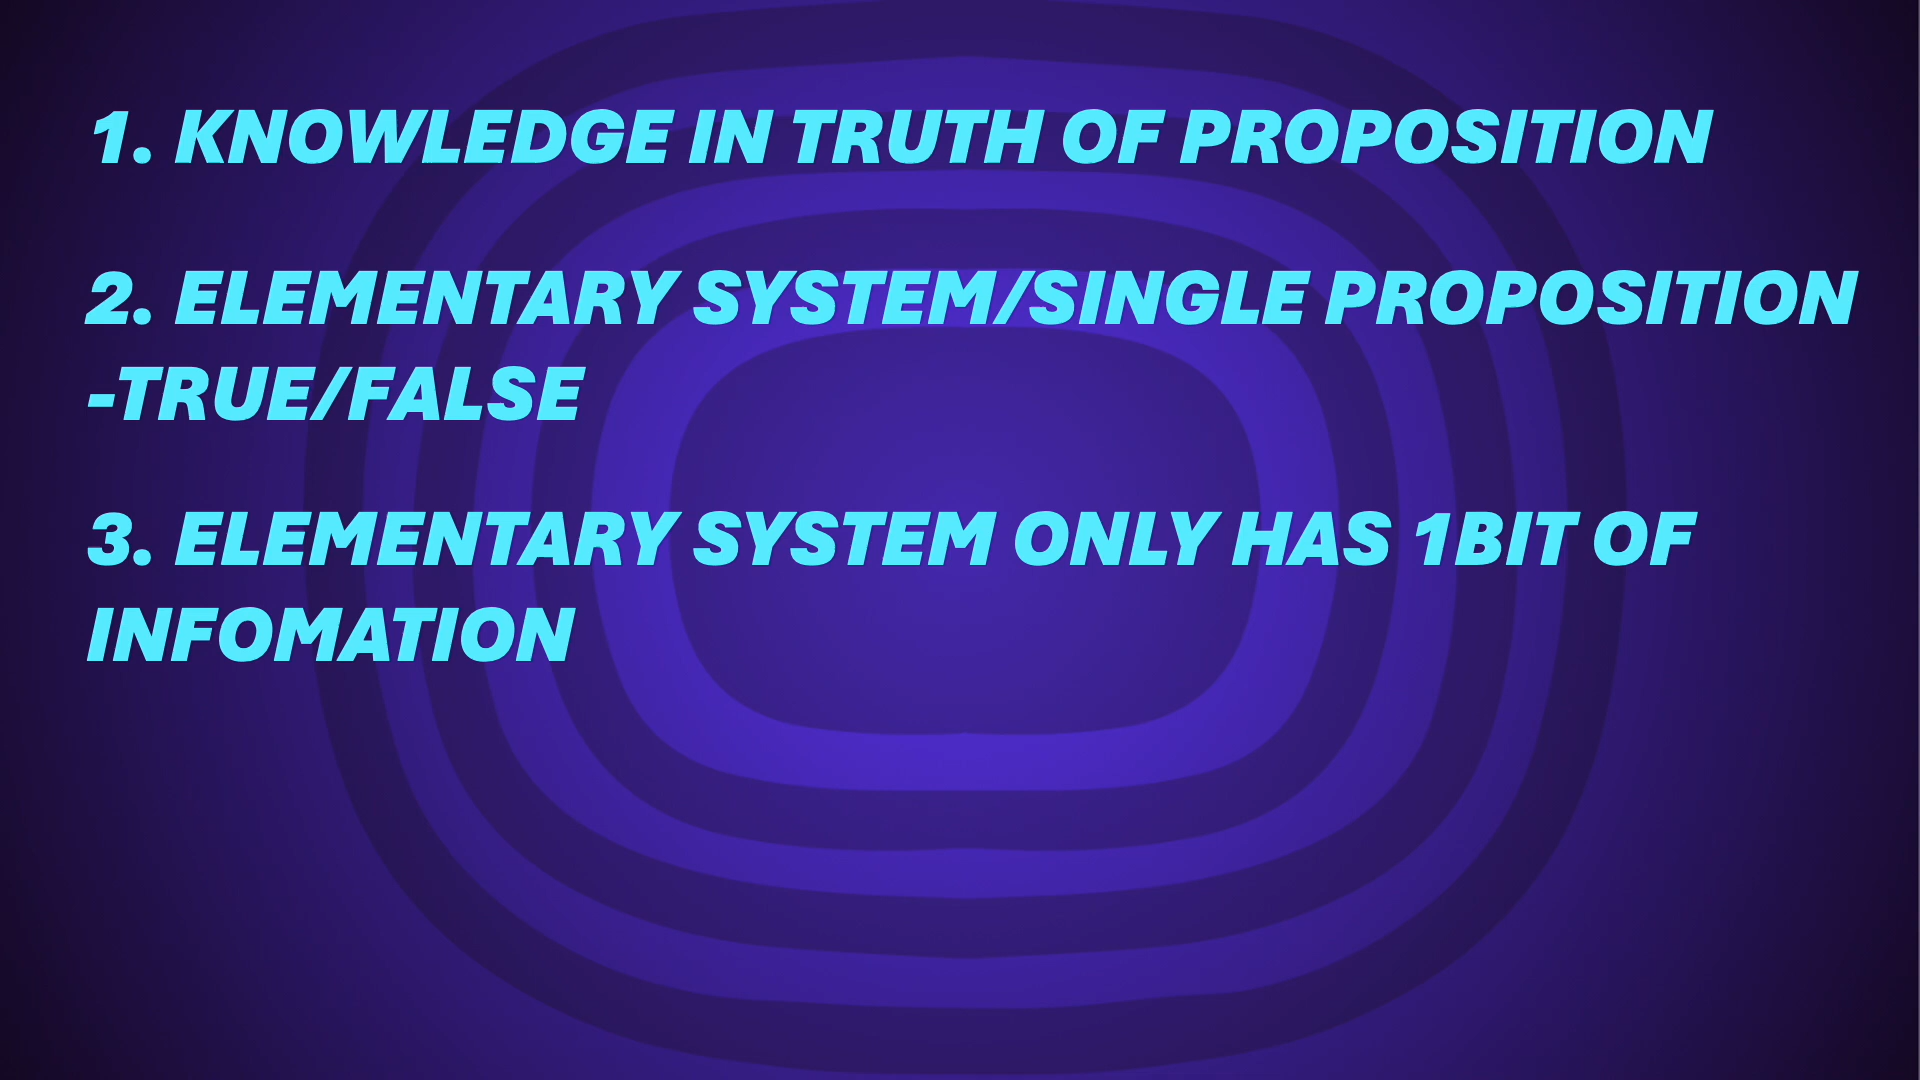 1. KNOWLEDGE IN TRUTH OF PROPOSITION
2. ELEMENTARY SYSTEM/SINGLE PROPOSITION
-TRUE/FALSE
3. ELEMENTARY SYSTEM ONLY HAS 1BIT OF
INFOMATION